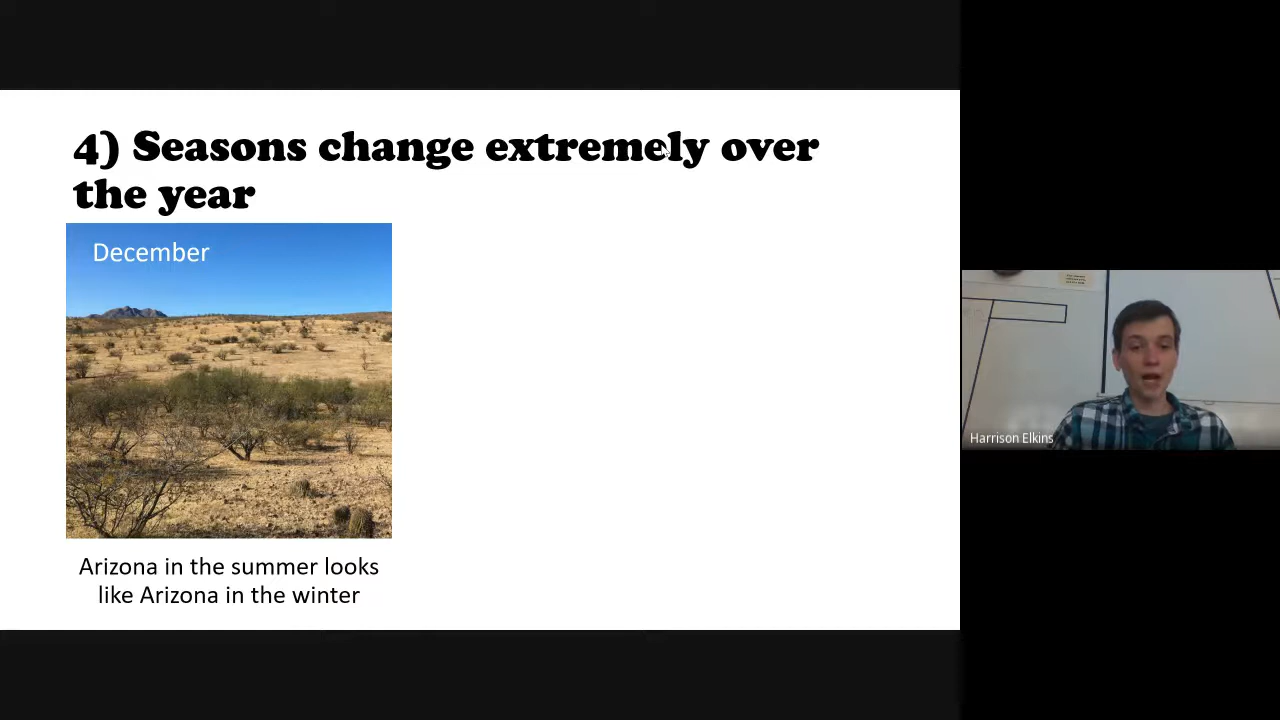 4) Seasons change extremely over
the year
December
Arizona in the summer looks
like Arizona in the winter
Harrison Elkins